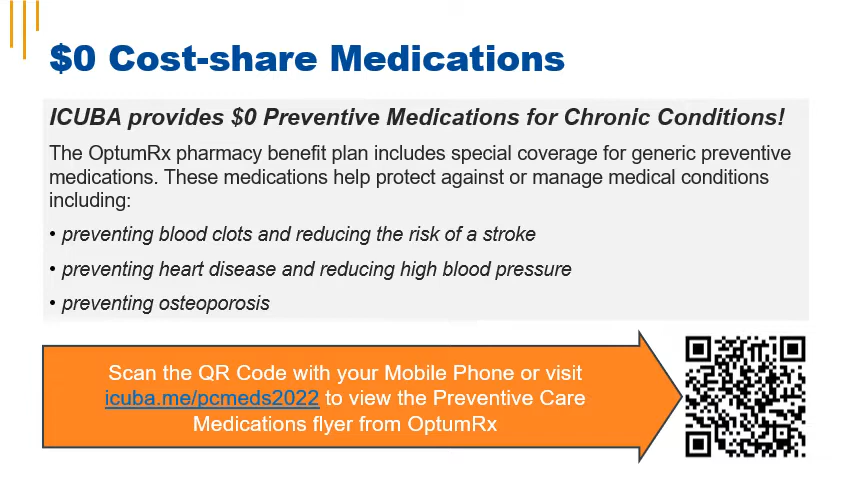 $0 Cost-share Medications
ICUBA provides $0 Preventive Medications for Chronic Conditions!
The OptumRx pharmacy benefit plan includes special coverage for generic preventive
medications. These medications help protect against or manage medical conditions
including:
• preventing blood clots and reducing the risk of a stroke
• preventing heart disease and reducing high blood pressure
• preventing osteoporosis
Scan the QR Code with your Mobile Phone or visit
icuba.me/pcmeds2022 to view the Preventive Care
Medications flyer from OptumRx